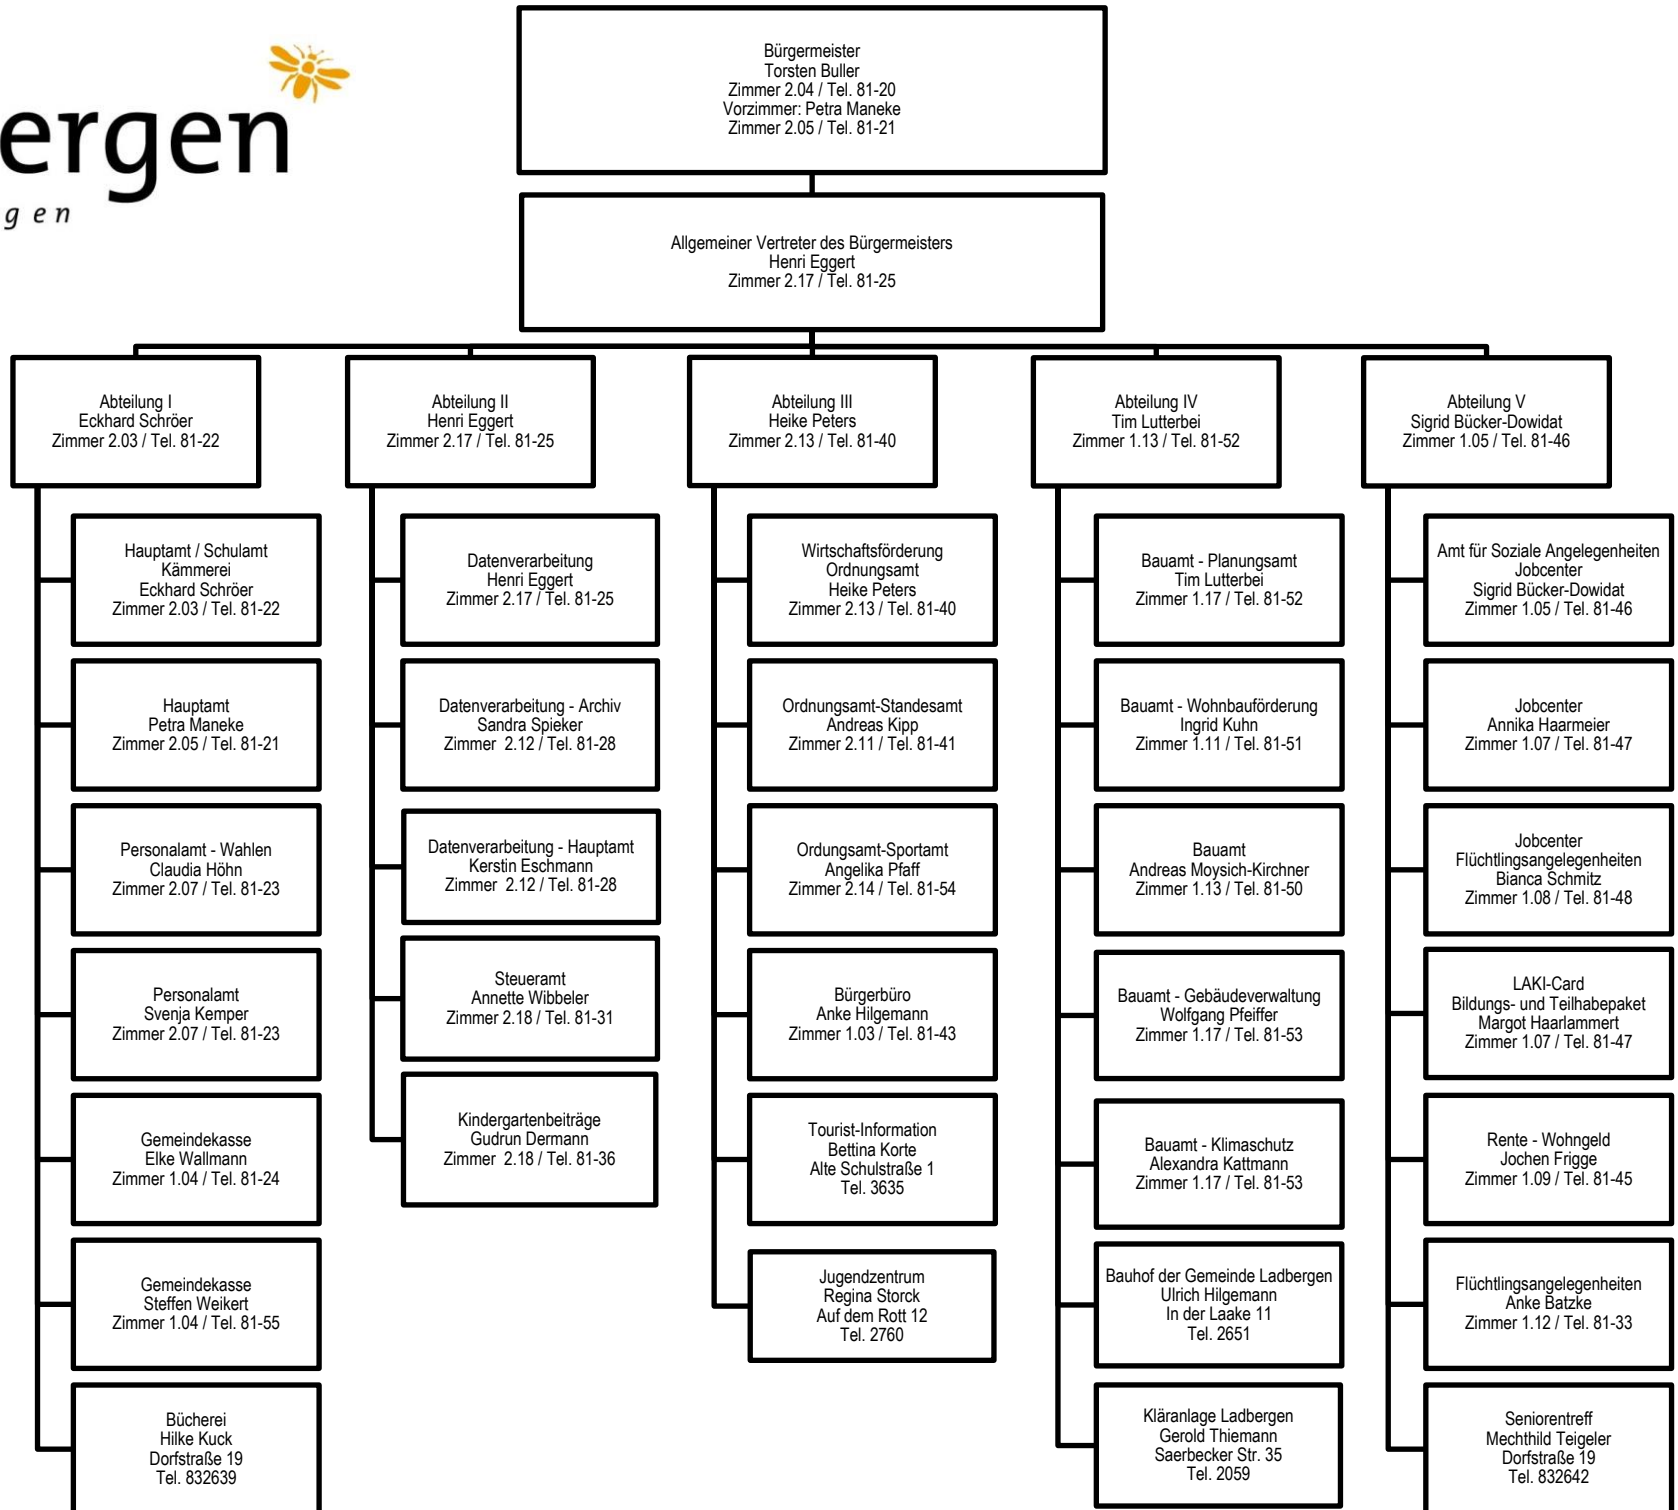 ergen
gen
Bürgermeister
Torsten Buller
Zimmer 2.04 / Tel. 81-20
Vorzimmer: Petra Maneke
Zimmer 2.05 / Tel. 81-21
Allgemeiner Vertreter des Bürgermeisters
Henri Eggert
Zimmer 2.17 / Tel. 81-25
Abteilung I
Eckhard Schröer
Zimmer 2.03 / Tel. 81-22
Hauptamt / Schulamt
Kämmerei
Eckhard Schröer
Zimmer 2.03 / Tel. 81-22
Hauptamt
Petra Maneke
Zimmer 2.05 / Tel. 81-21
Personalamt - Wahlen
Claudia Höhn
Zimmer 2.07 / Tel. 81-23
Personalamt
Svenja Kemper
Zimmer 2.07 / Tel. 81-23
Gemeindekasse
Elke Wallmann
Zimmer 1.04 / Tel. 81-24
Gemeindekasse
Steffen Weikert
Zimmer 1.04 / Tel. 81-55
Bücherei
Hilke Kuck
Dorfstraße 19
Tel. 832639
Abteilung II
Henri Eggert
Zimmer 2.17 / Tel. 81-25
Datenverarbeitung
Henri Eggert
Zimmer 2.17 / Tel. 81-25
Datenverarbeitung - Archiv
Sandra Spieker
Zimmer 2.12 / Tel. 81-28
Datenverarbeitung - Hauptamt
Kerstin Eschmann
Zimmer 2.12 / Tel. 81-28
Steueramt
Annette Wibbeler
Zimmer 2.18 / Tel. 81-31
Kindergartenbeiträge
Gudrun Dermann
Zimmer 2.18 / Tel. 81-36
Abteilung III
Heike Peters
Zimmer 2.13 / Tel. 81-40
Wirtschaftsförderung
Ordnungsamt
Heike Peters
Zimmer 2.13 / Tel. 81-40
Ordnungsamt-Standesamt
Andreas Kipp
Zimmer 2.11 / Tel. 81-41
Ordungsamt-Sportamt
Angelika Pfaff
Zimmer 2.14 / Tel. 81-54
Bürgerbüro
Anke Hilgemann
Zimmer 1.03 / Tel. 81-43
Tourist-Information
Bettina Korte
Alte Schulstraße 1
Tel. 3635
Jugendzentrum
Regina Storck
Auf dem Rott 12
Tel. 2760
Abteilung IV
Tim Lutterbei
Zimmer 1.13 / Tel. 81-52
Bauamt - Planungsamt
Tim Lutterbei
Zimmer 1.17 / Tel. 81-52
Bauamt - Wohnbauförderung
Ingrid Kuhn
Zimmer 1.11 / Tel. 81-51
Bauamt
Andreas Moysich-Kirchner
Zimmer 1.13 / Tel. 81-50
Bauamt - Gebäudeverwaltung
Wolfgang Pfeiffer
Zimmer 1.17 / Tel. 81-53
Bauamt - Klimaschutz
Alexandra Kattmann
Zimmer 1.17 / Tel. 81-53
Bauhof der Gemeinde Ladbergen
Ulrich Hilgemann
In der Laake 11
Tel. 2651
Kläranlage Ladbergen
Gerold Thiemann
Saerbecker Str. 35
Tel. 2059
Abteilung V
Sigrid Bücker-Dowidat
Zimmer 1.05 / Tel. 81-46
Amt für Soziale Angelegenheiten
Jobcenter
Sigrid Bücker-Dowidat
Zimmer 1.05 / Tel. 81-46
Jobcenter
Annika Haarmeier
Zimmer 1.07 / Tel. 81-47
Jobcenter
Flüchtlingsangelegenheiten
Bianca Schmitz
Zimmer 1.08 / Tel. 81-48
LAKI-Card
Bildungs- und Teilhabepaket
Margot Haarlammert
Zimmer 1.07 / Tel. 81-47
Rente - Wohngeld
Jochen Frigge
Zimmer 1.09 / Tel. 81-45
Flüchtlingsangelegenheiten
Anke Batzke
Zimmer 1.12 / Tel. 81-33
Seniorentreff
Mechthild Teigeler
Dorfstraße 19
Tel. 832642